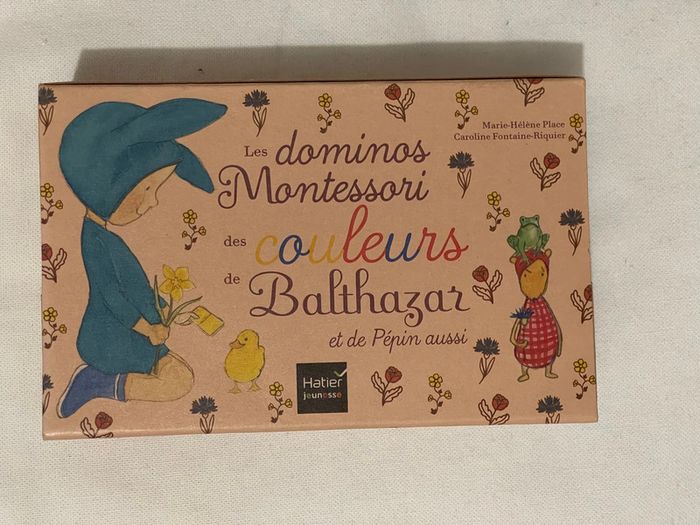 Marie-Hélène Place
Caroline Fontaine-Riquier
Les dominos
Montessori
des couleurs
de Balthazar
et de Pépin aussi
Hatier
jeunesse